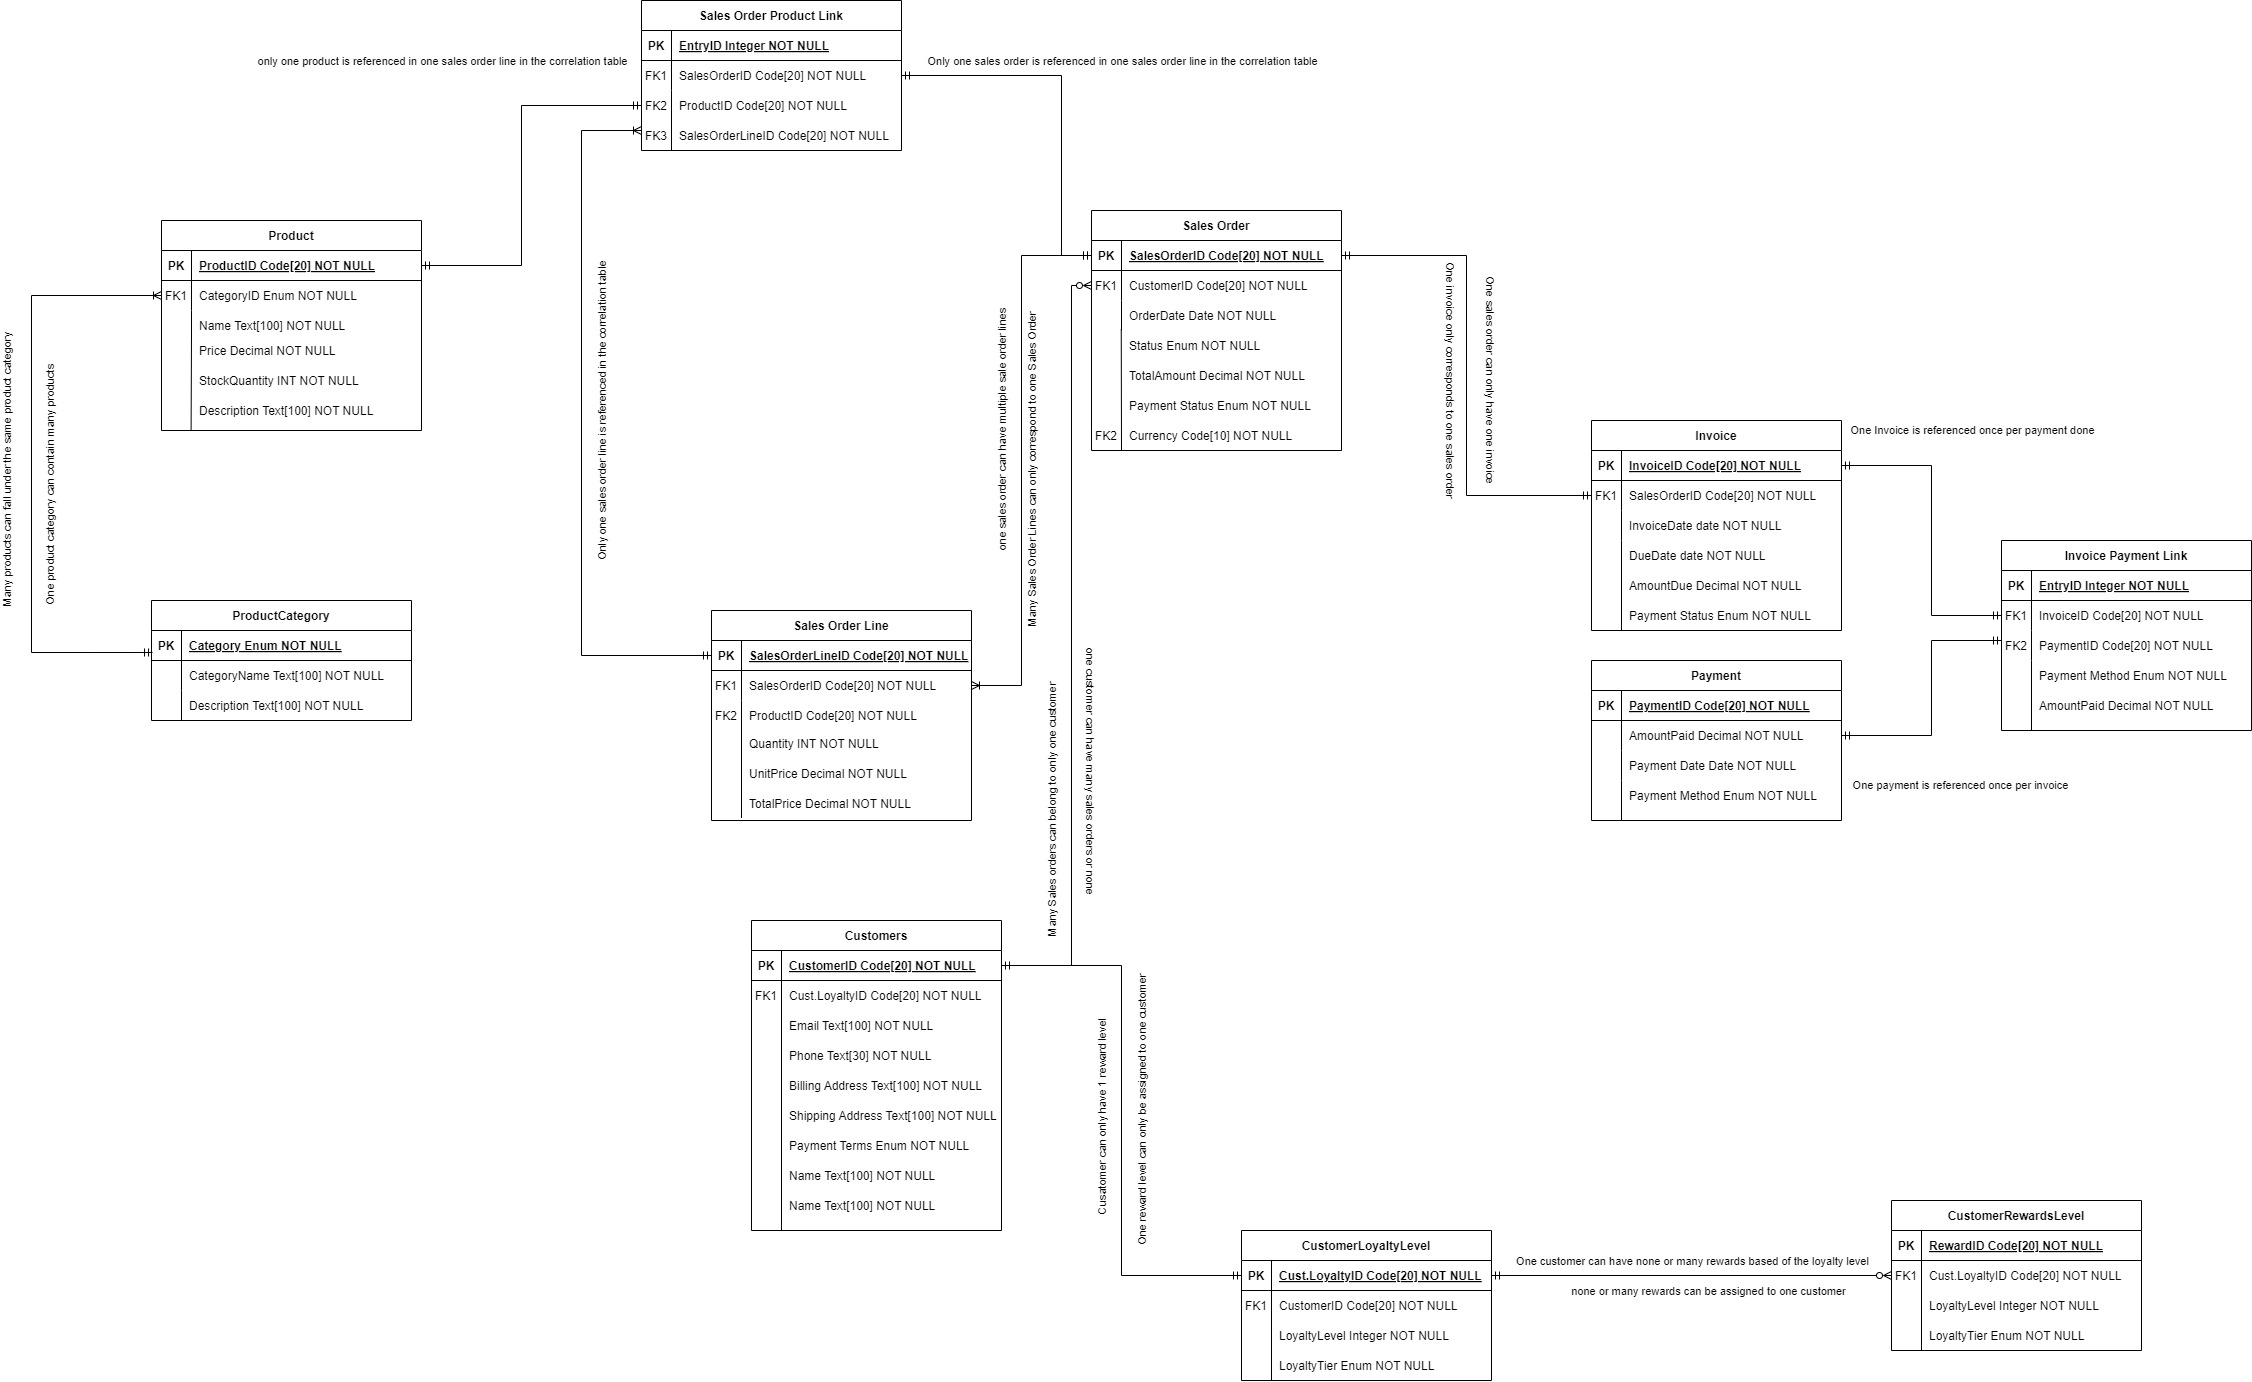 Sales Order Product Link
PK EntryID Integer NOT NULL
FK1 SalesOrderID Code[20] NOT NULL
FK2 ProductID Code[20] NOT NULL
FK3 SalesOrderLineID Code[20] NOT NULL
only one product is referenced in one sales order line in the correlation table
Only one sales order is referenced in one sales order line in the correlation table
Product
PK ProductID Code[20] NOT NULL
FK1 CategoryID Enum NOT NULL
Name Text[100] NOT NULL
Price Decimal NOT NULL
StockQuantity INT NOT NULL
Description Text[100] NOT NULL
Many products can fall under the same product category
One product category can contain many products
ProductCategory
PK Category Enum NOT NULL
CategoryName Text[100] NOT NULL
Description Text[100] NOT NULL
Only one sales order line is referenced in the correlation table
Sales Order
PK SalesOrderID Code[20] NOT NULL
FK1 CustomerID Code[20] NOT NULL
OrderDate Date NOT NULL
Status Enum NOT NULL
TotalAmount Decimal NOT NULL
Payment Status Enum NOT NULL
FK2 Currency Code[10] NOT NULL
one sales order can have multiple sale order lines
Many Sales Order Lines can only correspond to one Sales Order
One invoice only corresponds to one sales order
One sales order can only have one invoice
Sales Order Line
PK SalesOrderLineID Code[20] NOT NULL
FK1 SalesOrderID Code[20] NOT NULL
FK2 ProductID Code[20] NOT NULL
Quantity INT NOT NULL
UnitPrice Decimal NOT NULL
TotalPrice Decimal NOT NULL
Many Sales orders can belong to only one customer
one customer can have many sales orders or none
Invoice
PK InvoiceID Code[20] NOT NULL
FK1 SalesOrderID Code[20] NOT NULL
InvoiceDate date NOT NULL
DueDate date NOT NULL
AmountDue Decimal NOT NULL
Payment Status Enum NOT NULL
One Invoice is referenced once per payment done
Invoice Payment Link
PK EntryID Integer NOT NULL
FK1 InvoiceID Code[20] NOT NULL
FK2 PaymentID Code[20] NOT NULL
Payment Method Enum NOT NULL
AmountPaid Decimal NOT NULL
Payment
PK PaymentID Code[20] NOT NULL
AmountPaid Decimal NOT NULL
Payment Date Date NOT NULL
Payment Method Enum NOT NULL
One payment is referenced once per invoice
Customers
PK CustomerID Code[20] NOT NULL
FK1 Cust.LoyaltyID Code[20] NOT NULL
Email Text[100] NOT NULL
Phone Text[30] NOT NULL
Billing Address Text[100] NOT NULL
Shipping Address Text[100] NOT NULL
Payment Terms Enum NOT NULL
Name Text[100] NOT NULL
Name Text[100] NOT NULL
Cusatomer can only have 1 reward level
One reward level can only be assigned to one customer
CustomerLoyaltyLevel
PK Cust.LoyaltyID Code[20] NOT NULL
FK1 CustomerID Code[20] NOT NULL
LoyaltyLevel Integer NOT NULL
LoyaltyTier Enum NOT NULL
One customer can have none or many rewards based of the loyalty level
none or many rewards can be assigned to one customer
CustomerRewardsLevel
PK RewardID Code[20] NOT NULL
FK1 Cust.LoyaltyID Code[20] NOT NULL
LoyaltyLevel Integer NOT NULL
LoyaltyTier Enum NOT NULL